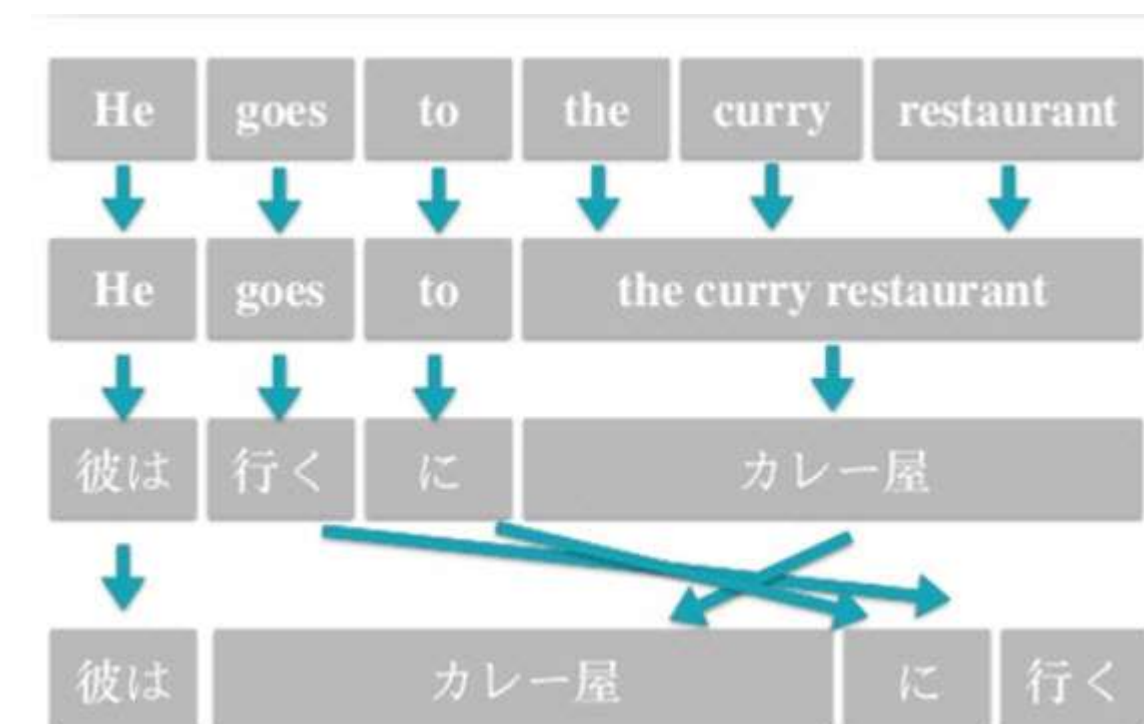 He goes to the curry restaurant
He goes to the curry restaurant
彼は 行く に カレー屋
彼は カレー屋 に 行く